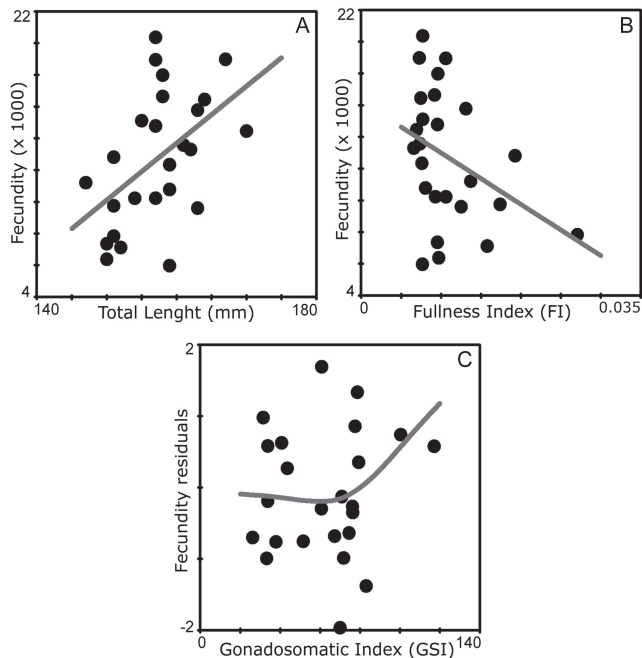 22
A
Fecundity (x 1000)
4
140
Total Lenght (mm)
180
22
B
Fecundity (x 1000)
4
0
Fullness Index (FI)
0.035
2
C
Fecundity residuals
-2
0
Gonadosomatic Index (GSI)
140